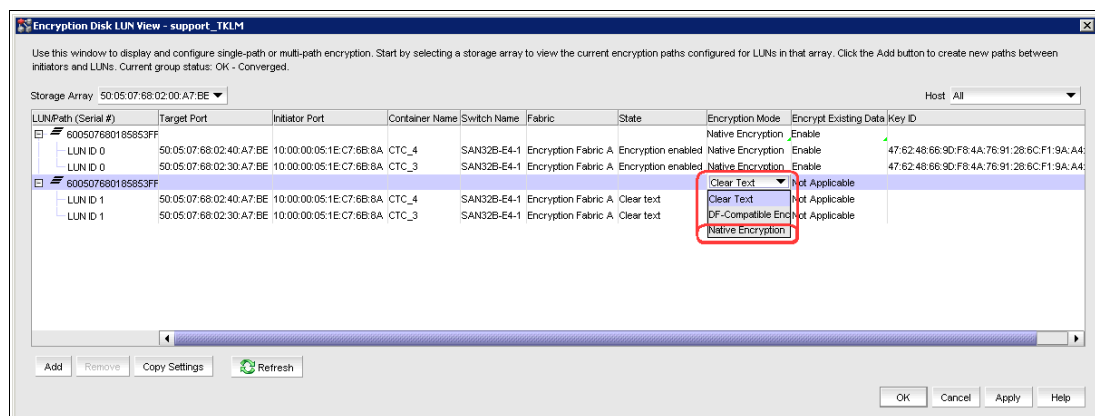 Encryption Disk LUN View - support_TKLM
Use this window to display and configure single-path or multi-path encryption. Start by selecting a storage array to view the current encryption paths configured for LUNs in that array. Click the Add button to create new paths between
initiators and LUNs. Current group status: OK - Converged.
Storage Array 50:05:07:68:02:00:A7:BE Host All
LUN/Path (Serial #) Target Port Initiator Port Container Name Switch Name Fabric State Encryption Mode Encrypt Existing Data Key ID
600507680185853FF Native Encryption Enable
LUN ID 0 50:05:07:68:02:40:A7:BE 10:00:00:05:1E:C7:6B:8A CTC_4 SAN32B-E4-1 Encryption Fabric A Encryption enabled Native Encryption Enable 47:62:48:66:9D:F8:4A:76:91:28:6C:F1:9A:A4:
LUN ID 0 50:05:07:68:02:30:A7:BE 10:00:00:05:1E:C7:6B:8A CTC_3 SAN32B-E4-1 Encryption Fabric A Encryption enabled Native Encryption Enable 47:62:48:66:9D:F8:4A:76:91:28:6C:F1:9A:A4:
600507680185853FF Clear Text Not Applicable
LUN ID 1 50:05:07:68:02:40:A7:BE 10:00:00:05:1E:C7:6B:8A CTC_4 SAN32B-E4-1 Encryption Fabric A Clear text Clear Text Not Applicable
LUN ID 1 50:05:07:68:02:30:A7:BE 10:00:00:05:1E:C7:6B:8A CTC_3 SAN32B-E4-1 Encryption Fabric A Clear text DF-Compatible Enc Not Applicable
Native Encryption
Add Remove Copy Settings Refresh
OK Cancel Apply Help